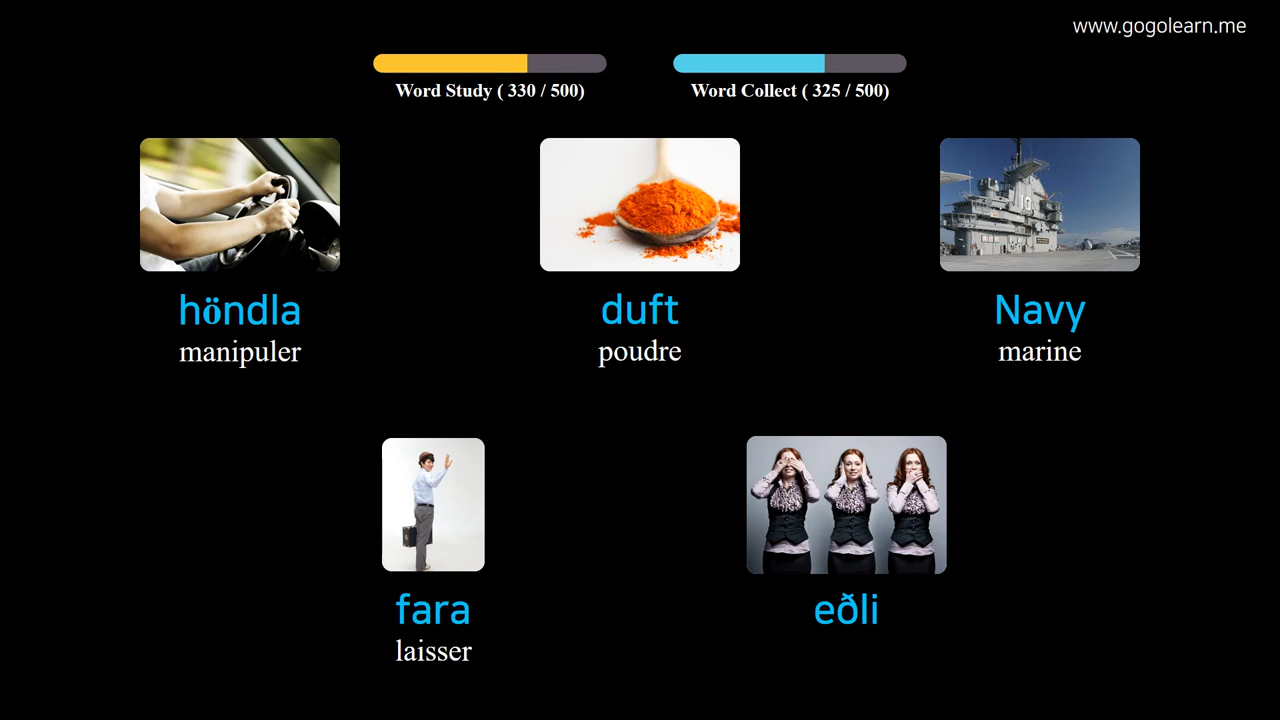 www.gogolearn.me
Word Study ( 330 / 500)
Word Collect ( 325 / 500)
höndla
manipuler
duft
poudre
Navy
marine
fara
laisser
eðli